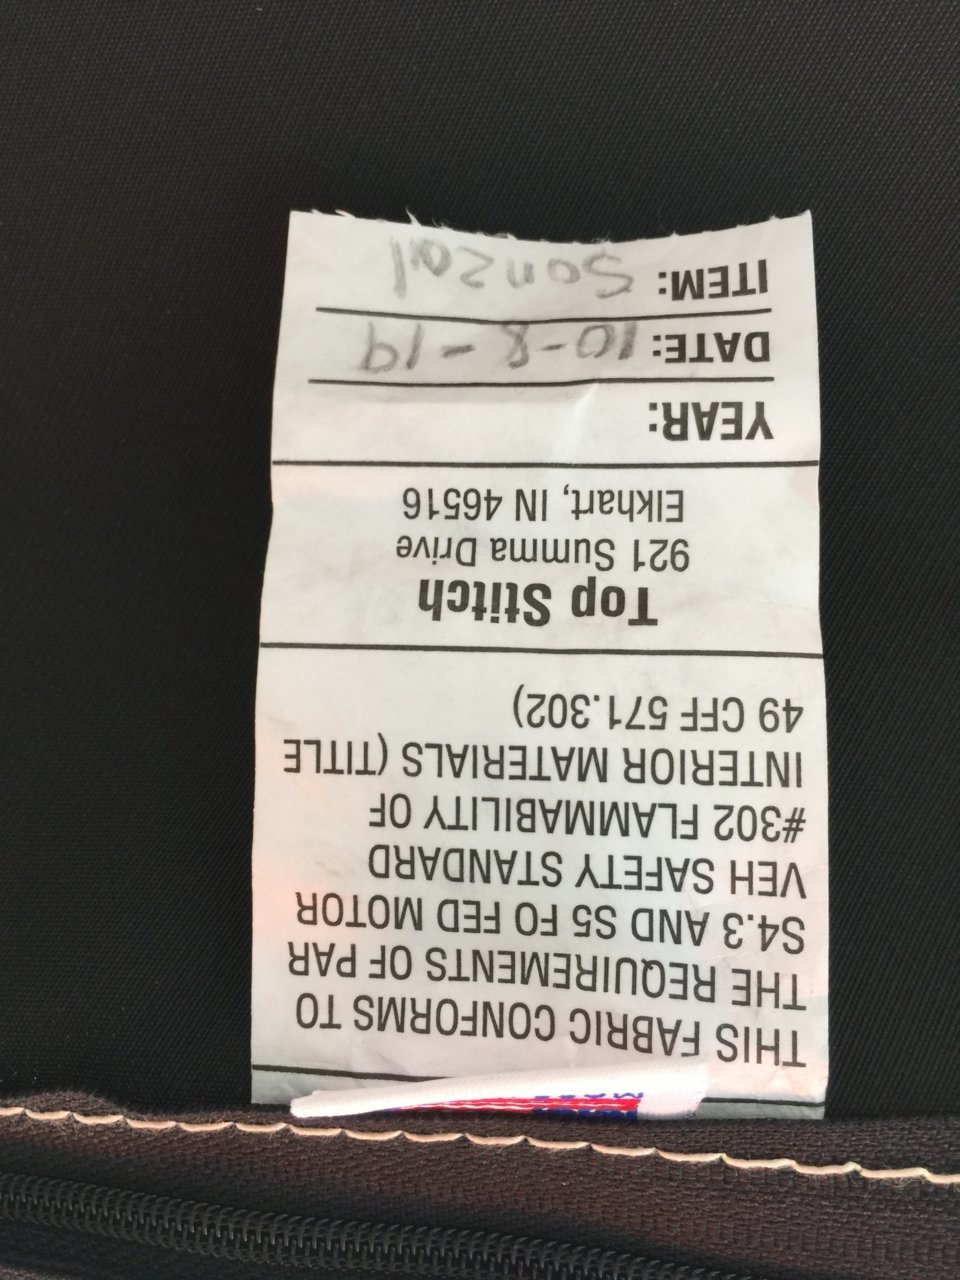 THIS FABRIC CONFORMS TO
THE REQUIREMENTS OF PAR
S4.3 AND S5 FO FED MOTOR
VEH SAFETY STANDARD
#302 FLAMMABILITY OF
INTERIOR MATERIALS (TITLE
49 CFF 571.302)
Top Stitch
921 Summa Drive
Elkhart, IN 46516
YEAR:
DATE: 10-8-19
ITEM: Sonzal